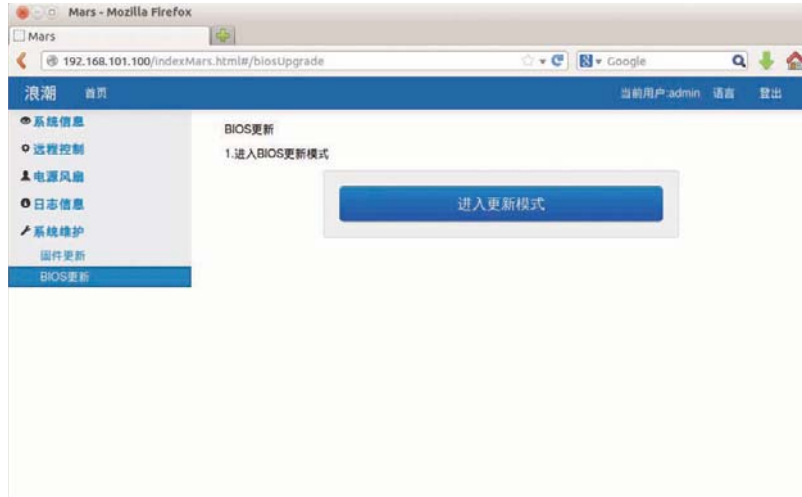 Mars - Mozilla Firefox
Mars
192.168.101.100/indexMars.html#/biosUpgrade
Google
浪潮 首页 当前用户:admin 语言 登出
系统信息
远程控制
电源风扇
日志信息
系统维护
固件更新
BIOS更新
BIOS更新
1.进入BIOS更新模式
进入更新模式